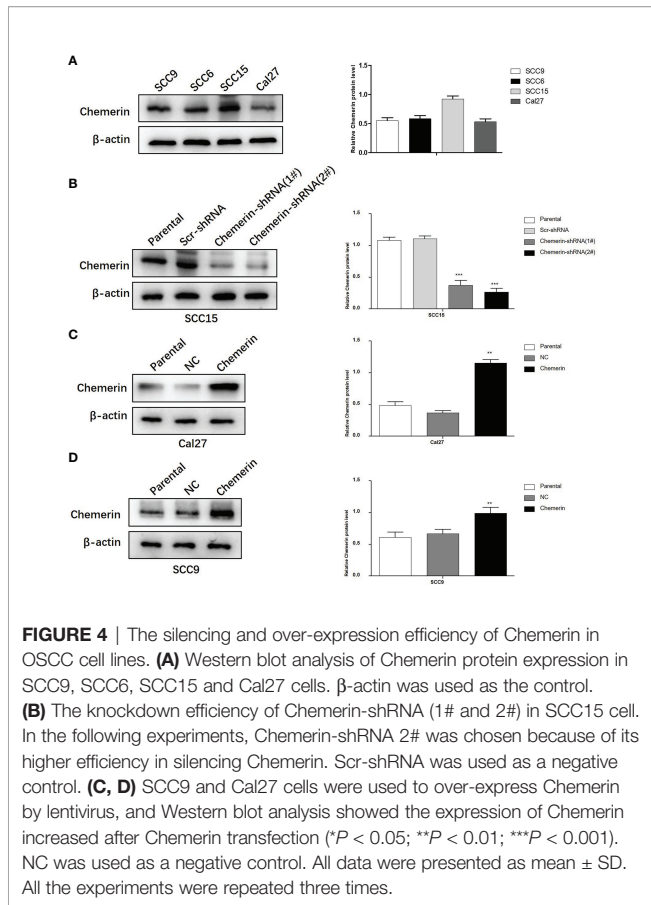 A
SCC9 SCC6 SCC15 Cal27
Chemerin
β-actin
Relative Chemerin protein level
1.5
1.0
0.5
0.0
SCC9
SCC6
SCC15
Cal27
B
Parental Scr-shRNA Chemerin-shRNA(1#) Chemerin-shRNA(2#)
Chemerin
β-actin
SCC15
Relative Chemerin protein level
1.5
1.0
0.5
0.0
*** ***
SCC15
Parental
Scr-shRNA
Chemerin-shRNA(1#)
Chemerin-shRNA(2#)
C
Parental NC Chemerin
Chemerin
β-actin
Cal27
Relative Chemerin protein level
1.5
1.0
0.5
0.0
**
Cal27
Parental
NC
Chemerin
D
Parental NC Chemerin
Chemerin
β-actin
SCC9
Relative Chemerin protein level
1.5
1.0
0.5
0.0
**
SCC9
Parental
NC
Chemerin
FIGURE 4 | The silencing and over-expression efficiency of Chemerin in
OSCC cell lines. (A) Western blot analysis of Chemerin protein expression in
SCC9, SCC6, SCC15 and Cal27 cells. β-actin was used as the control.
(B) The knockdown efficiency of Chemerin-shRNA (1# and 2#) in SCC15 cell.
In the following experiments, Chemerin-shRNA 2# was chosen because of its
higher efficiency in silencing Chemerin. Scr-shRNA was used as a negative
control. (C, D) SCC9 and Cal27 cells were used to over-express Chemerin
by lentivirus, and Western blot analysis showed the expression of Chemerin
increased after Chemerin transfection (*P < 0.05; **P < 0.01; ***P < 0.001).
NC was used as a negative control. All data were presented as mean ± SD.
All the experiments were repeated three times.